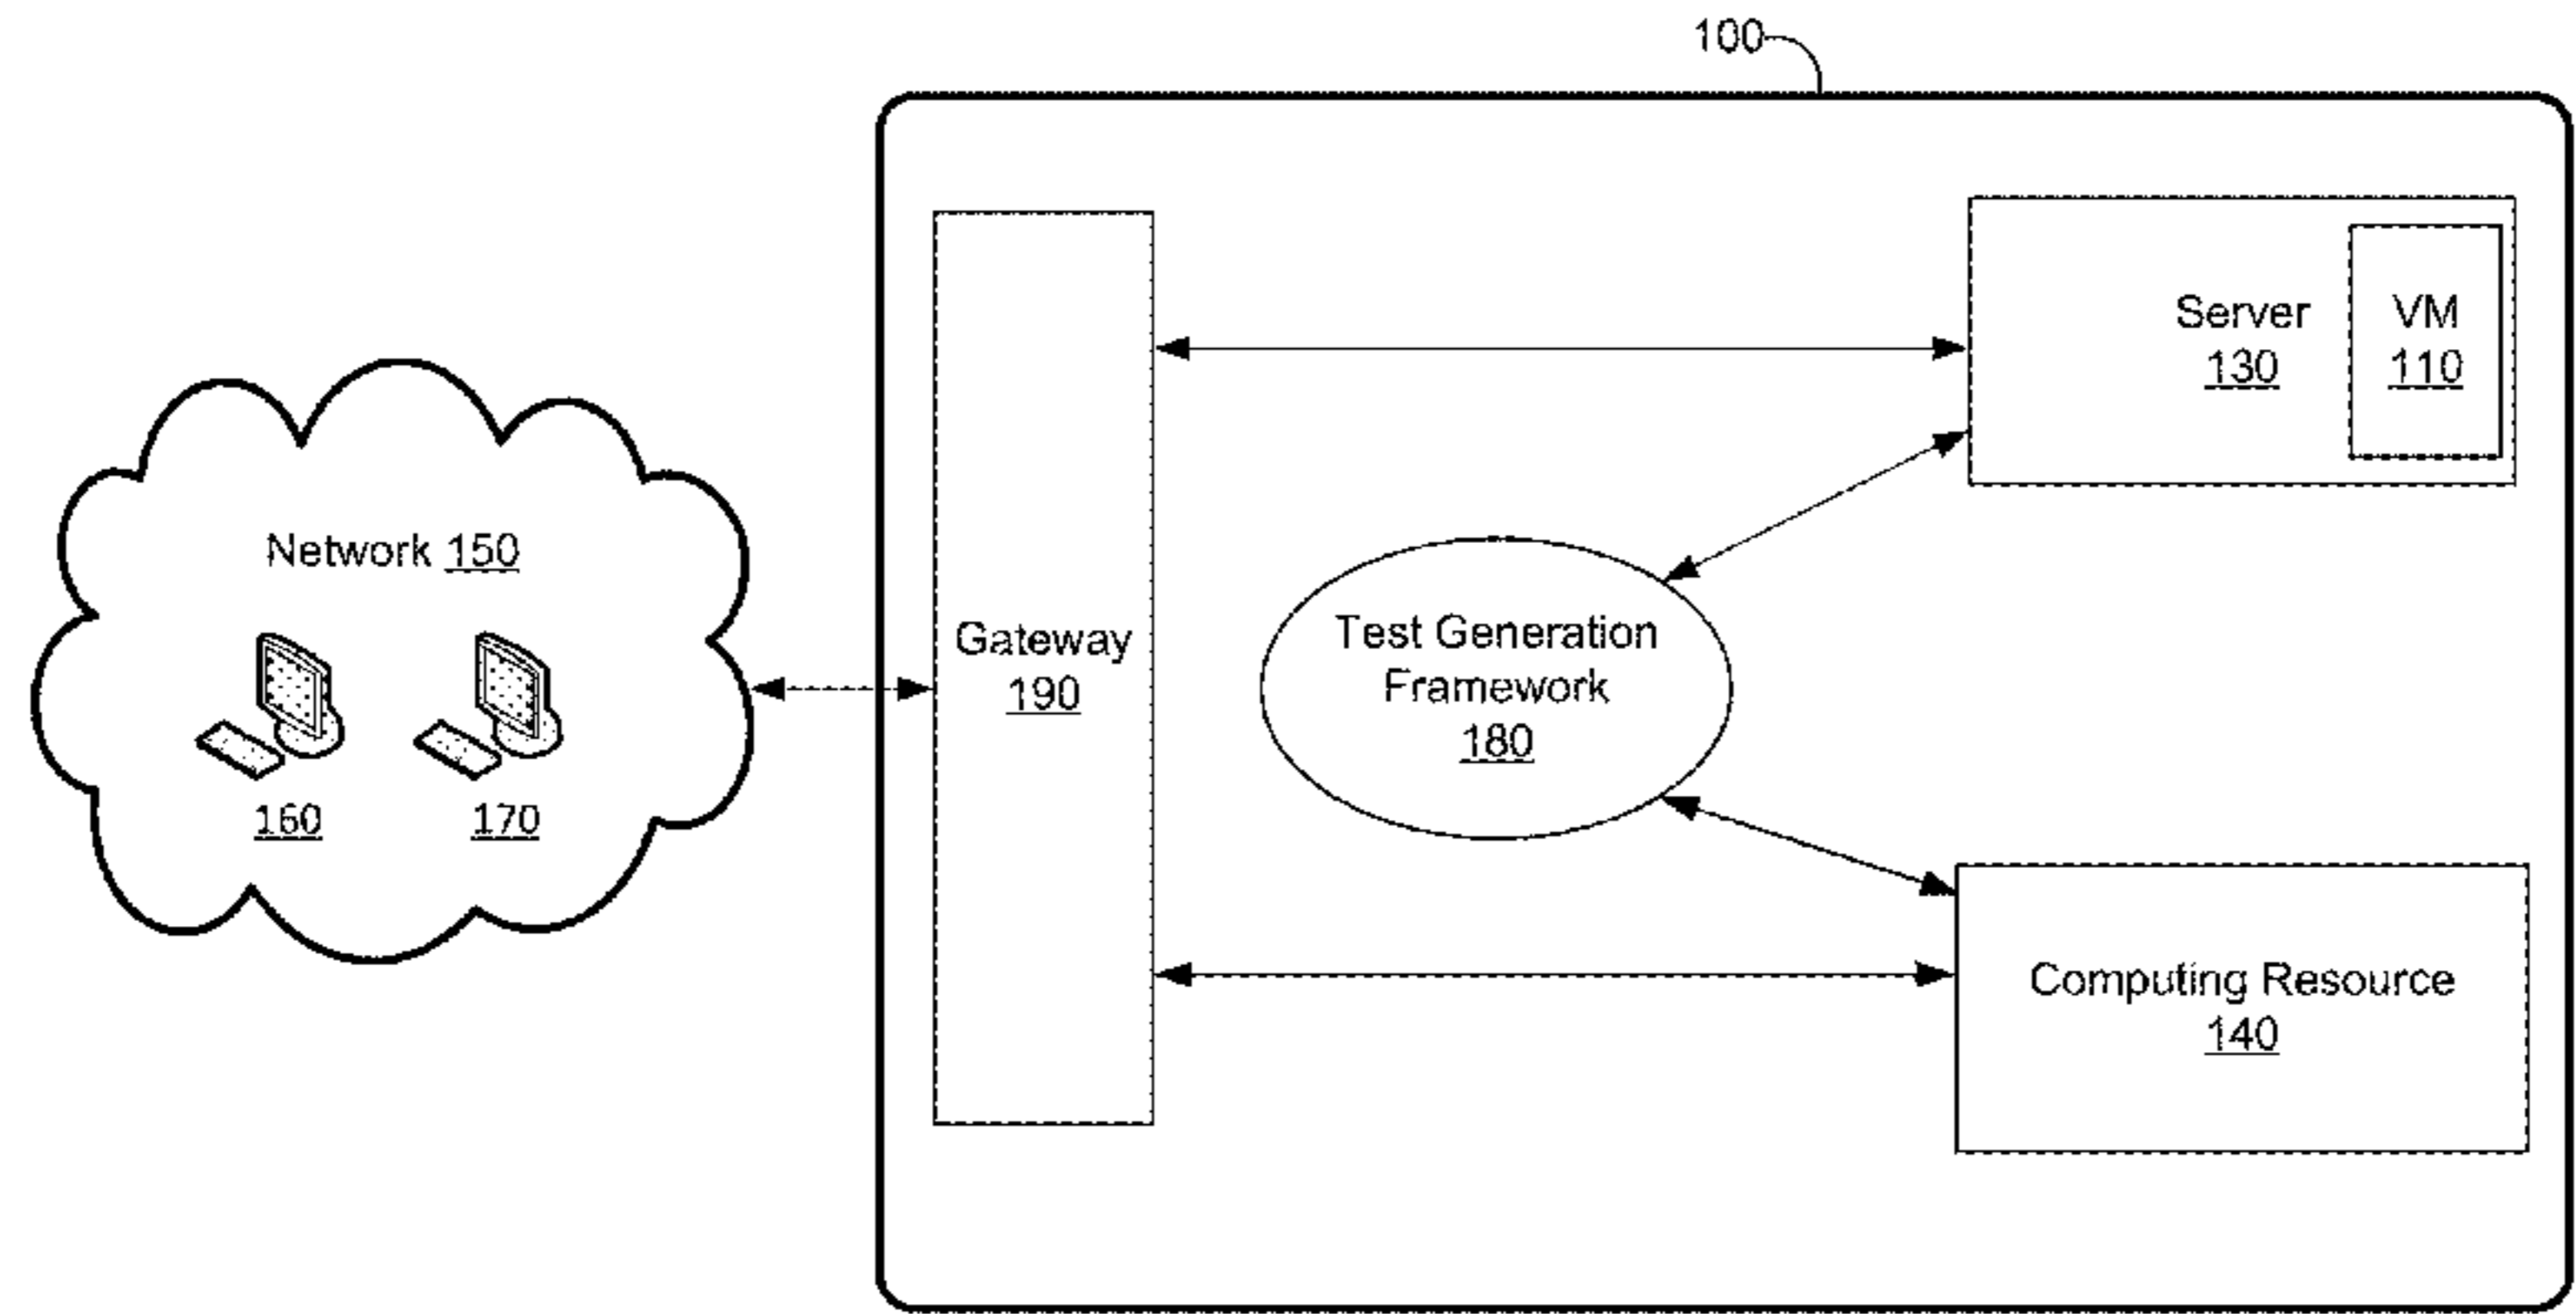 100
Server
130
VM
110
Network 150
160
170
Gateway
190
Test Generation
Framework
180
Computing Resource
140